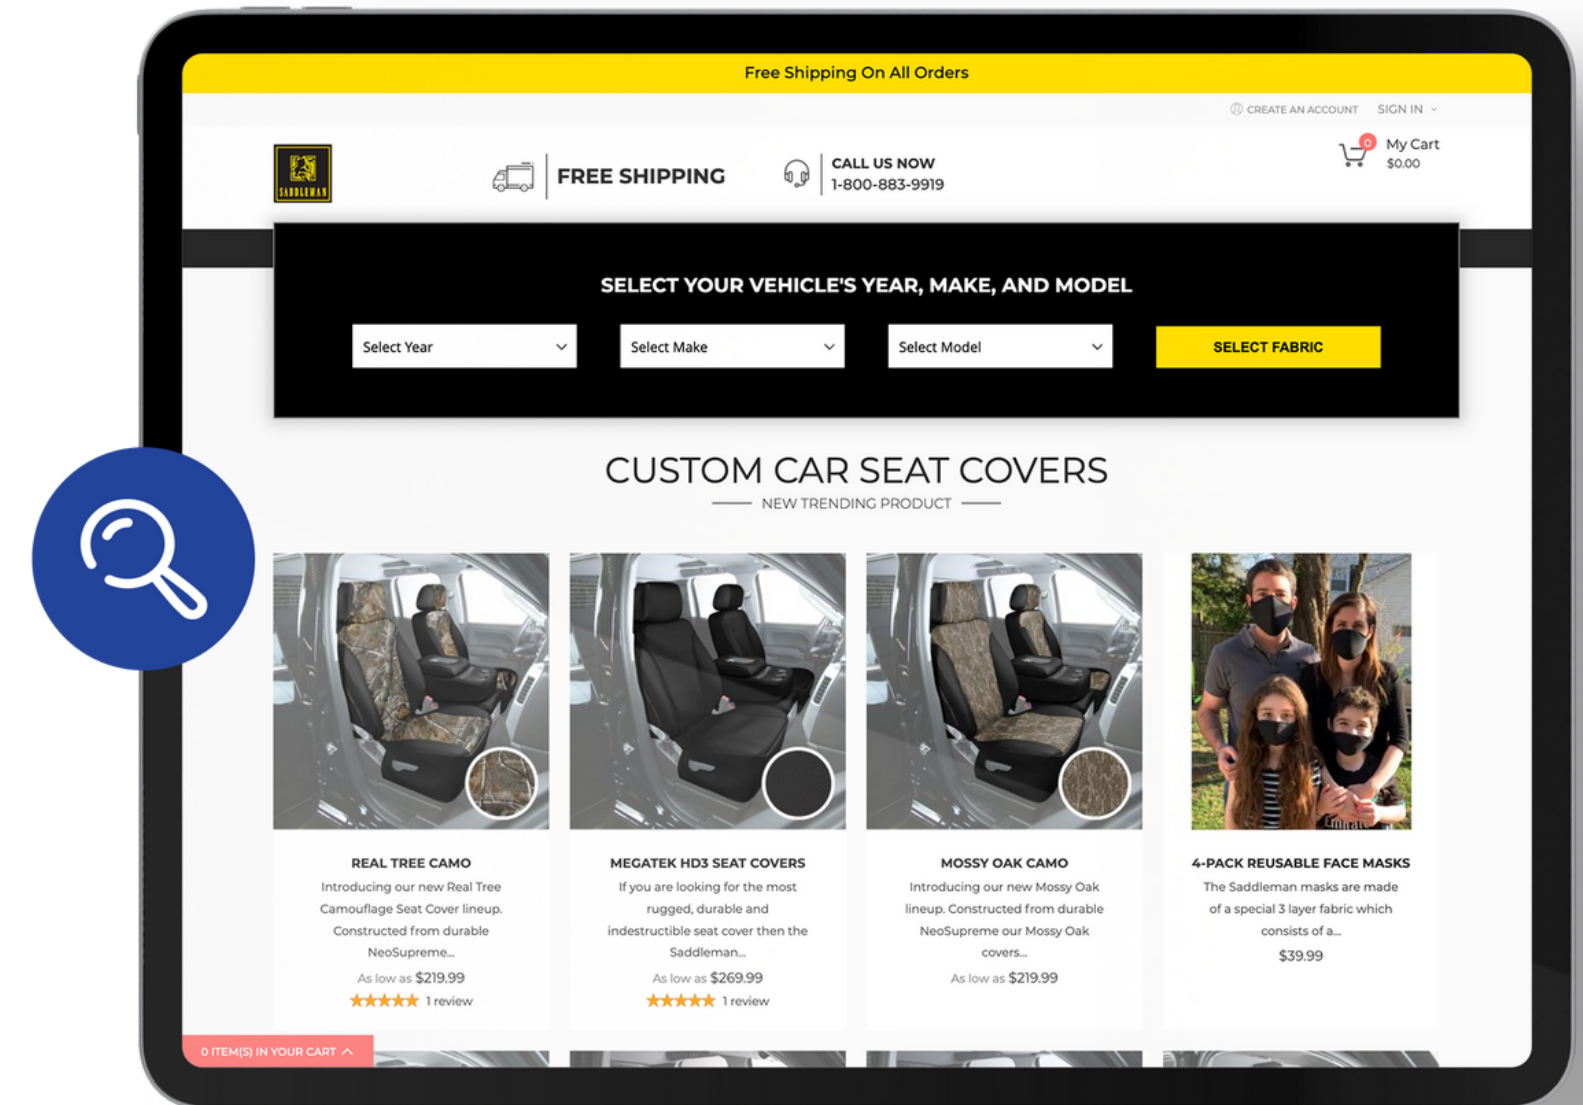 Free Shipping On All Orders
CREATE AN ACCOUNT SIGN IN
SADDLEMAN
FREE SHIPPING
CALL US NOW
1-800-883-9919
0
My Cart
$0.00
SELECT YOUR VEHICLE'S YEAR, MAKE, AND MODEL
Select Year
Select Make
Select Model
SELECT FABRIC
CUSTOM CAR SEAT COVERS
NEW TRENDING PRODUCT
REAL TREE CAMO
Introducing our new Real Tree
Camouflage Seat Cover lineup.
Constructed from durable
NeoSupreme...
As low as $219.99
1 review
MEGATEK HD3 SEAT COVERS
If you are looking for the most
rugged, durable and
indestructible seat cover then the
Saddleman...
As low as $269.99
1 review
MOSSY OAK CAMO
Introducing our new Mossy Oak
lineup. Constructed from durable
NeoSupreme our Mossy Oak
covers...
As low as $219.99
4-PACK REUSABLE FACE MASKS
The Saddleman masks are made
of a special 3 layer fabric which
consists of a...
$39.99
0 ITEM(S) IN YOUR CART